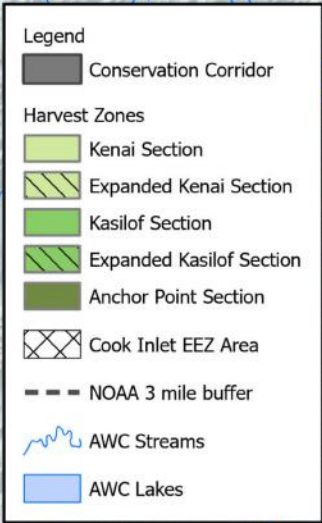 Legend
Conservation Corridor
Harvest Zones
Kenai Section
Expanded Kenai Section
Kasilof Section
Expanded Kasilof Section
Anchor Point Section
Cook Inlet EEZ Area
NOAA 3 mile buffer
AWC Streams
AWC Lakes